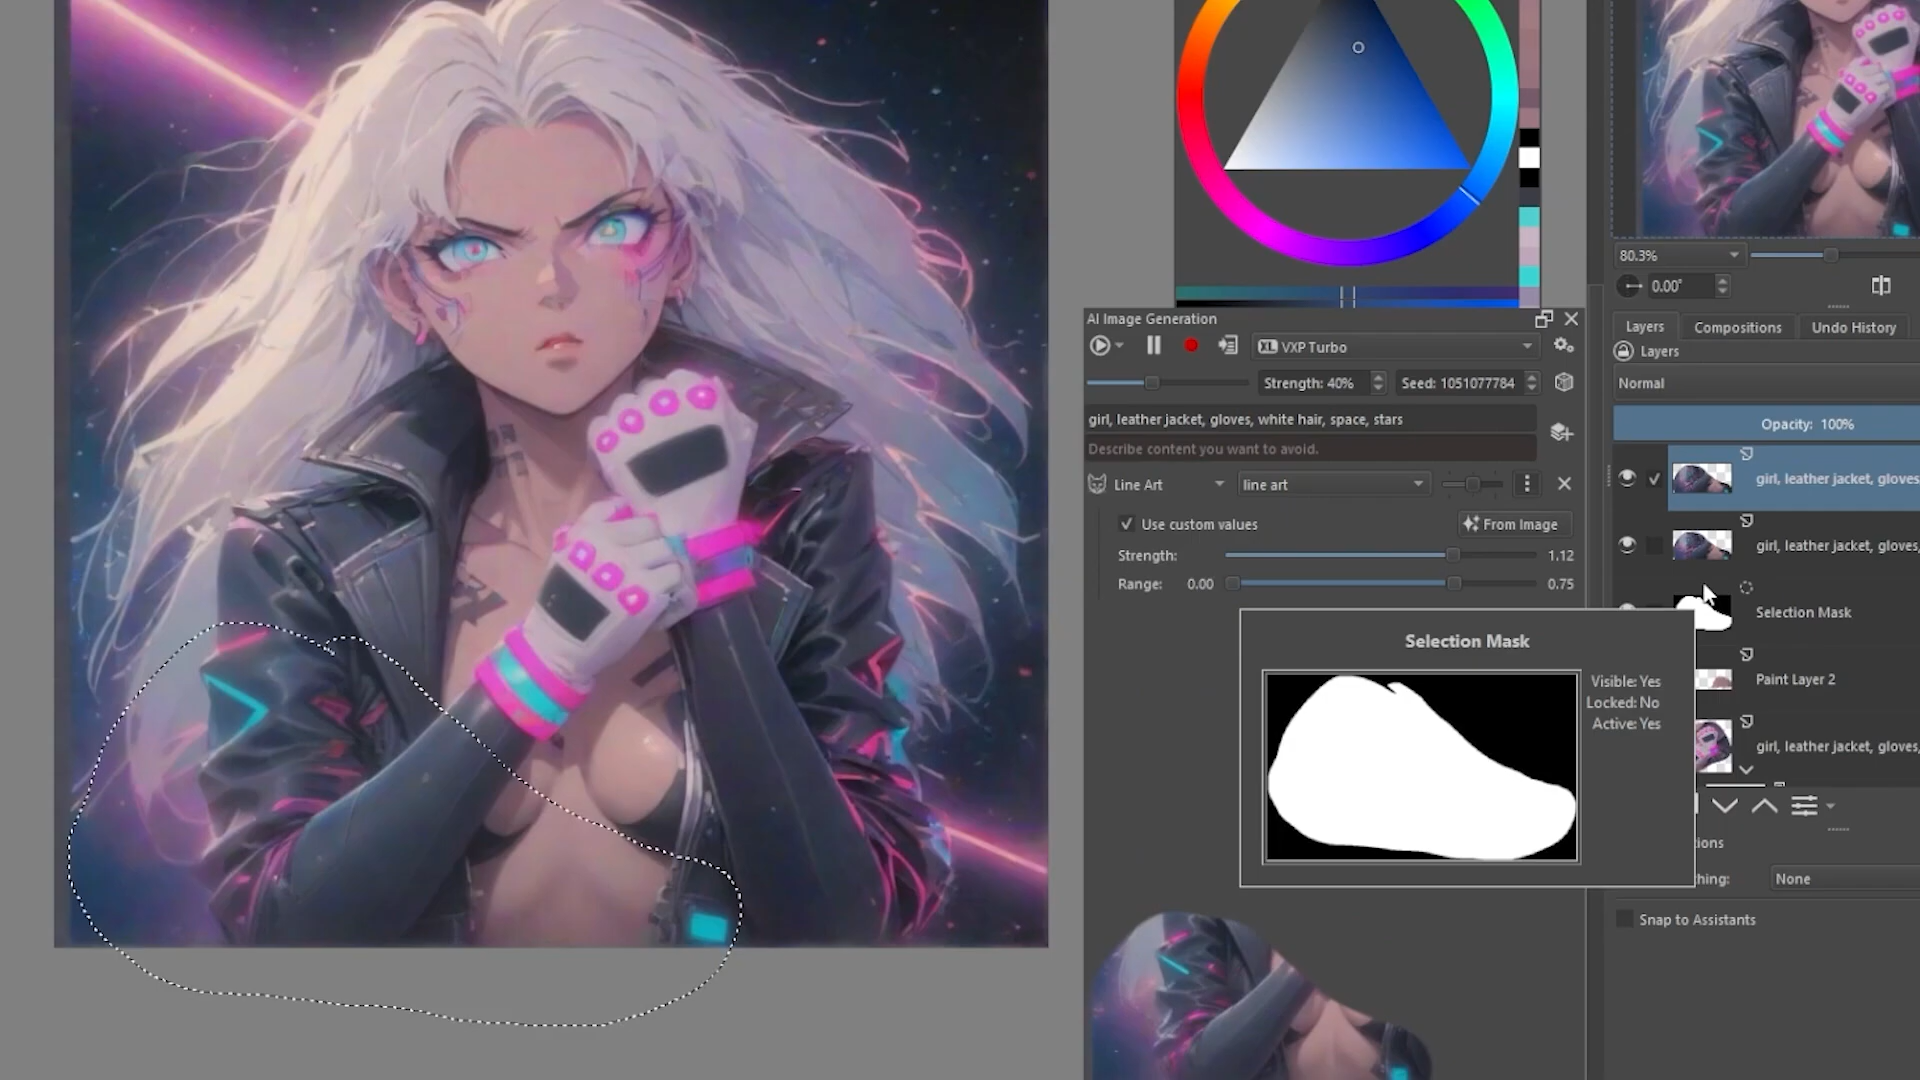 80.3%
0.00°
AI Image Generation
Layers
Compositions
Undo History
Layers
XL VXP Turbo
Strength: 40%
Seed: 1051077784
Normal
girl, leather jacket, gloves, white hair, space, stars
Opacity: 100%
Describe content you want to avoid.
Line Art
line art
girl, leather jacket, gloves
Use custom values
From Image
girl, leather jacket, gloves,
Strength:
1.12
Range:
0.00
0.75
Selection Mask
Selection Mask
Visible: Yes
Locked: No
Active: Yes
Paint Layer 2
girl, leather jacket, gloves,
ions
hing:
None
Snap to Assistants